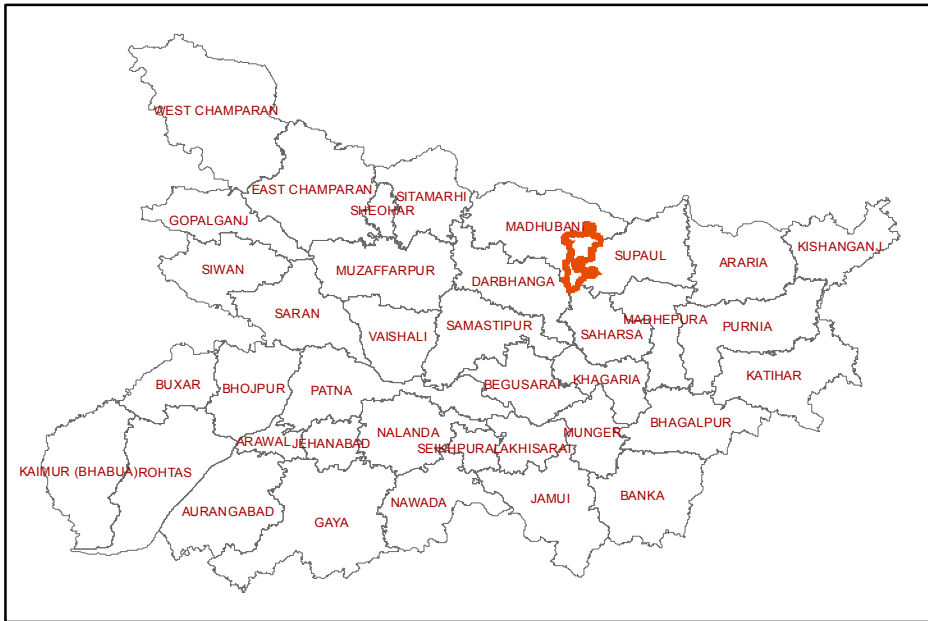 WEST CHAMPARAN
EAST CHAMPARAN
SITAMARHI
SHEOHAR
GOPALGANJ
MADHUBANI
KISHANGANJ
SUPAUL
ARARIA
SIWAN
MUZAFFARPUR
DARBHANGA
SARAN
VAISHALI
SAMASTIPUR
MADHEPURA
SAHARSA
PURNIA
BUXAR
BHOJPUR
PATNA
BEGUSARAI
KHAGARIA
KATIHAR
NALANDA
MUNGER
BHAGALPUR
ARAWAL
JEHANABAD
SEIKHPURA
LAKHISARAI
KAIMUR (BHABUA)
ROHTAS
AURANGABAD
GAYA
NAWADA
JAMUI
BANKA